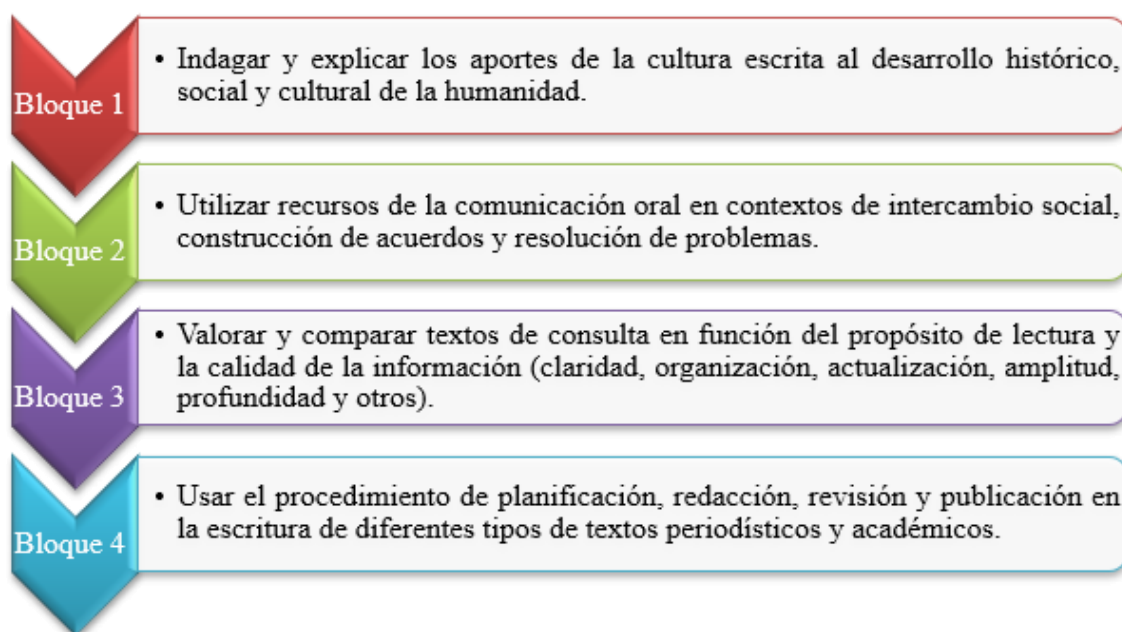 Bloque 1
• Indagar y explicar los aportes de la cultura escrita al desarrollo histórico,
social y cultural de la humanidad.
Bloque 2
• Utilizar recursos de la comunicación oral en contextos de intercambio social,
construcción de acuerdos y resolución de problemas.
Bloque 3
• Valorar y comparar textos de consulta en función del propósito de lectura y
la calidad de la información (claridad, organización, actualización, amplitud,
profundidad y otros).
Bloque 4
• Usar el procedimiento de planificación, redacción, revisión y publicación en
la escritura de diferentes tipos de textos periodísticos y académicos.